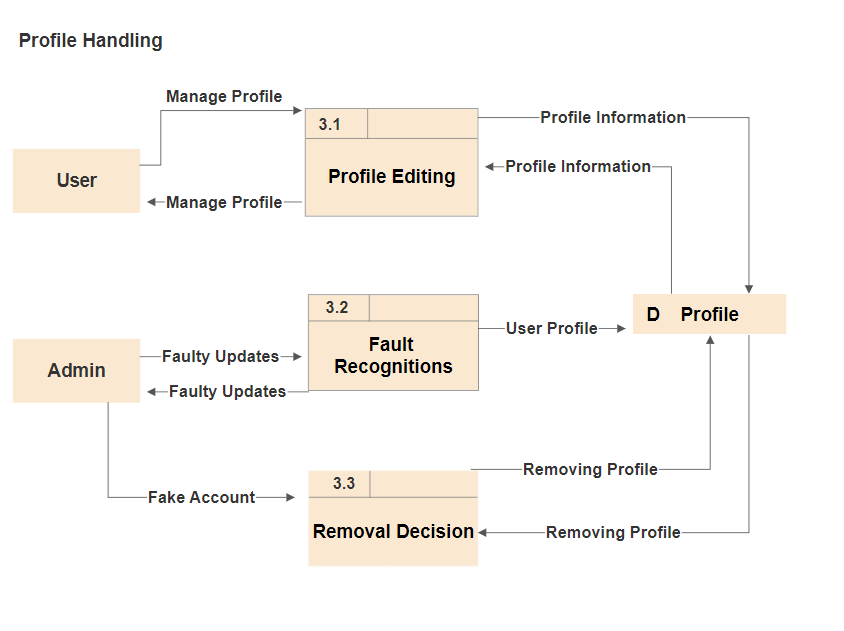 Profile Handling
Manage Profile
3.1
Profile Information
Profile Information
User
Profile Editing
Manage Profile
3.2
D Profile
User Profile
Fault
Recognitions
Admin
Faulty Updates
Faulty Updates
Removing Profile
3.3
Fake Account
Removal Decision
Removing Profile